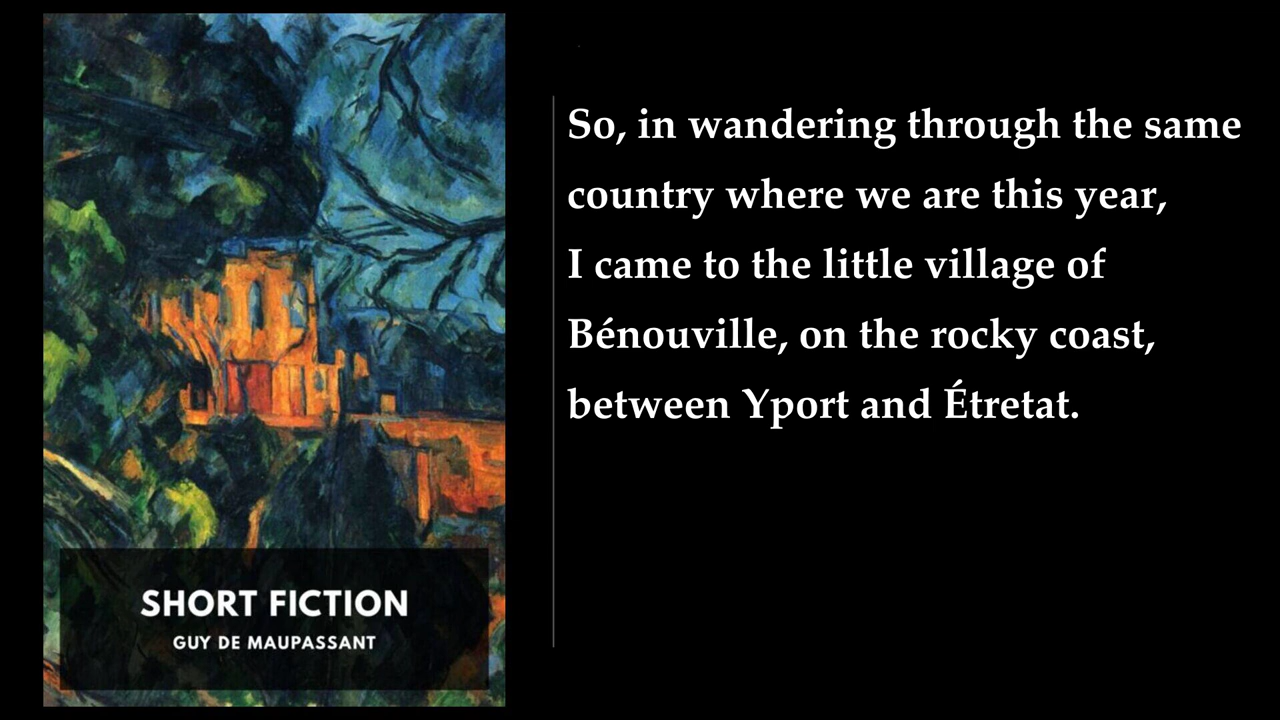 SHORT FICTION
GUY DE MAUPASSANT
So, in wandering through the same
country where we are this year,
I came to the little village of
Bénouville, on the rocky coast,
between Yport and Étretat.